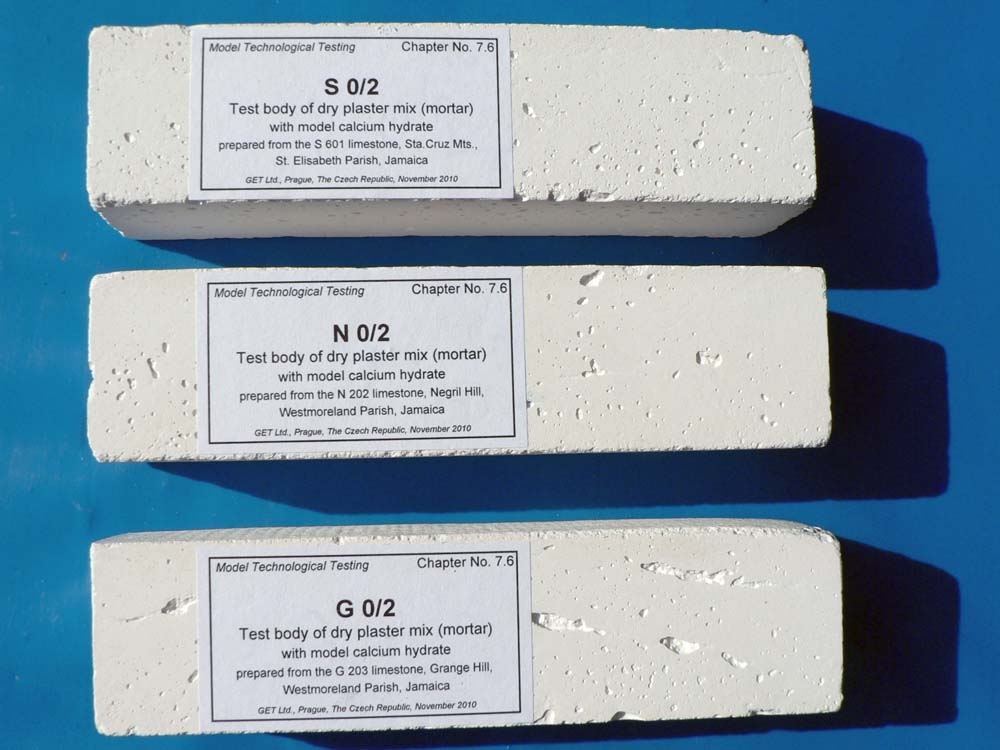 Model Technological Testing Chapter No. 7.6
S 0/2
Test body of dry plaster mix (mortar)
with model calcium hydrate
prepared from the S 601 limestone, Sta.Cruz Mts.,
St. Elisabeth Parish, Jamaica
GET Ltd., Prague, The Czech Republic, November 2010
Model Technological Testing Chapter No. 7.6
N 0/2
Test body of dry plaster mix (mortar)
with model calcium hydrate
prepared from the N 202 limestone, Negril Hill,
Westmoreland Parish, Jamaica
GET Ltd., Prague, The Czech Republic, November 2010
Model Technological Testing Chapter No. 7.6
G 0/2
Test body of dry plaster mix (mortar)
with model calcium hydrate
prepared from the G 203 limestone, Grange Hill,
Westmoreland Parish, Jamaica
GET Ltd., Prague, The Czech Republic, November 2010